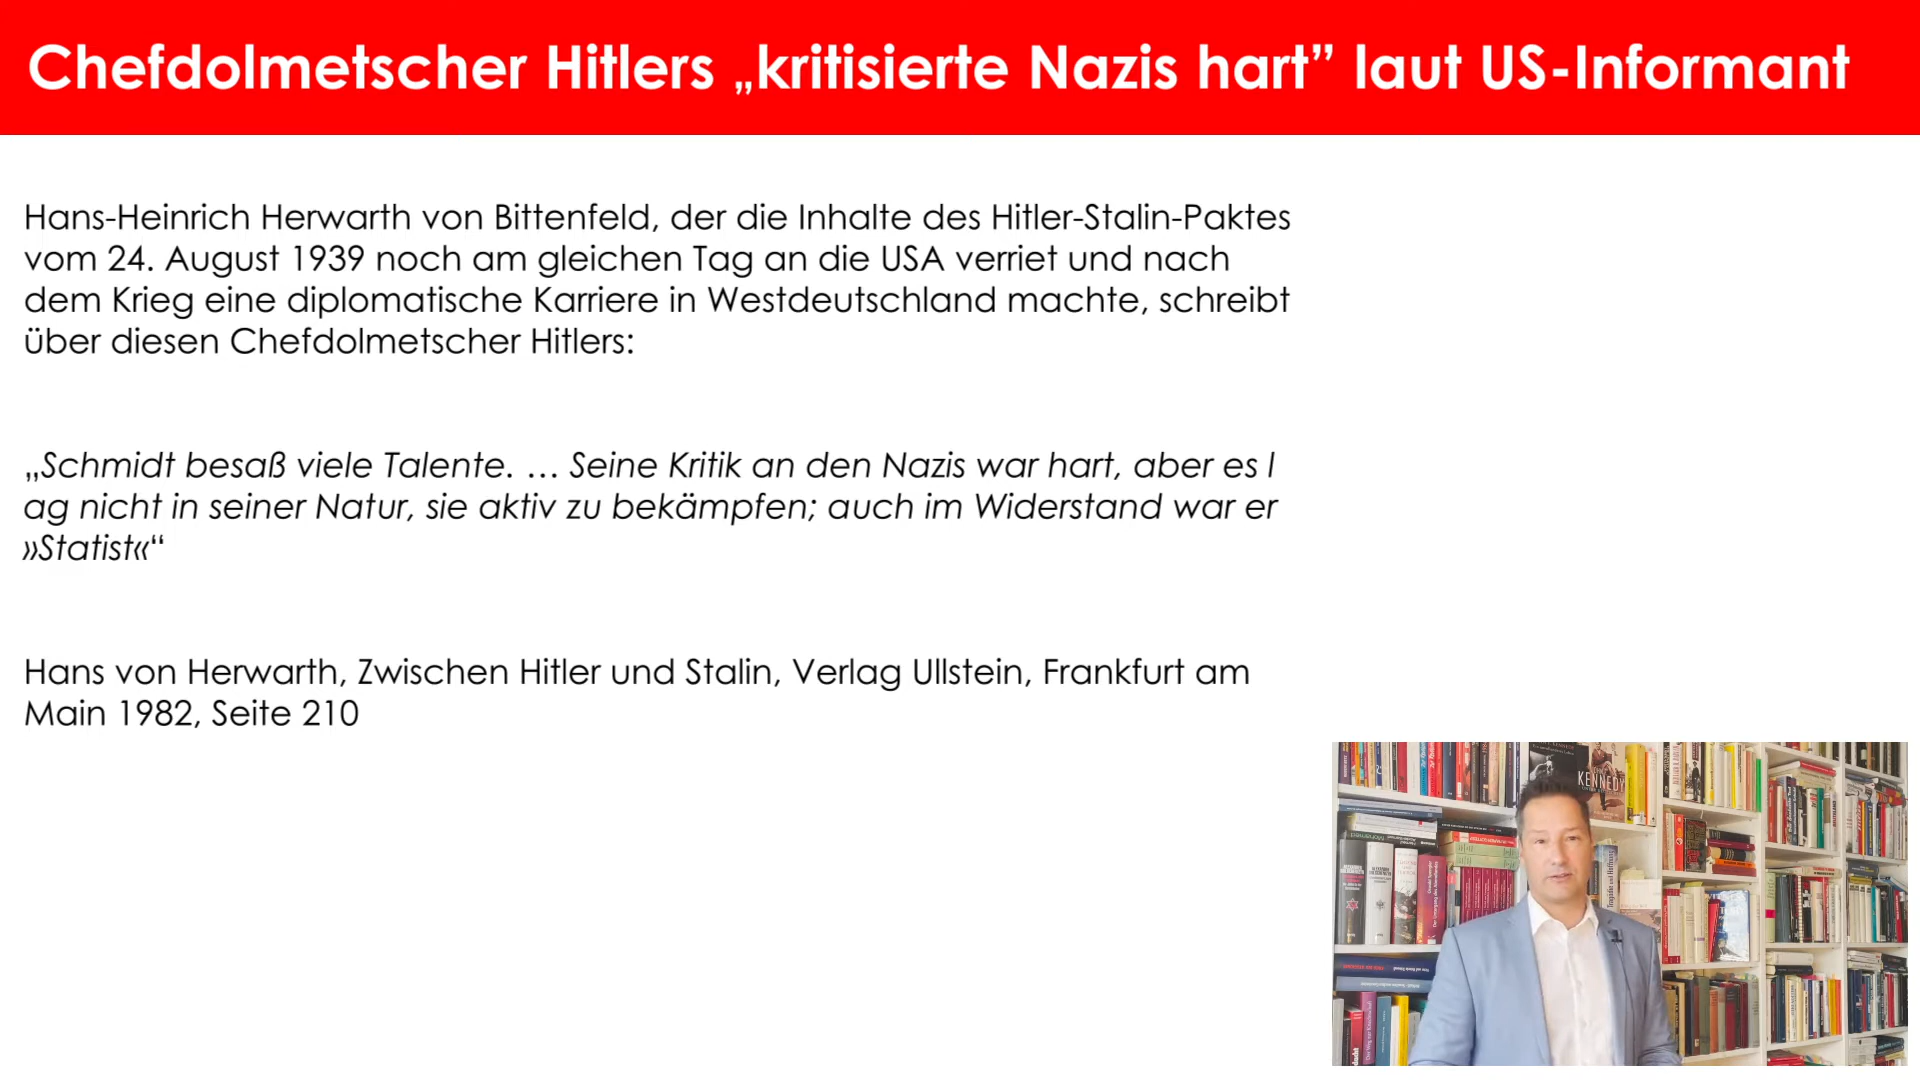 Chefdolmetscher Hitlers „kritisierte Nazis hart” laut US-Informant
Hans-Heinrich Herwarth von Bittenfeld, der die Inhalte des Hitler-Stalin-Paktes
vom 24. August 1939 noch am gleichen Tag an die USA verriet und nach
dem Krieg eine diplomatische Karriere in Westdeutschland machte, schreibt
über diesen Chefdolmetscher Hitlers:
„Schmidt besaß viele Talente. … Seine Kritik an den Nazis war hart, aber es l
ag nicht in seiner Natur, sie aktiv zu bekämpfen; auch im Widerstand war er
»Statist«“
Hans von Herwarth, Zwischen Hitler und Stalin, Verlag Ullstein, Frankfurt am
Main 1982, Seite 210
KENNEDY